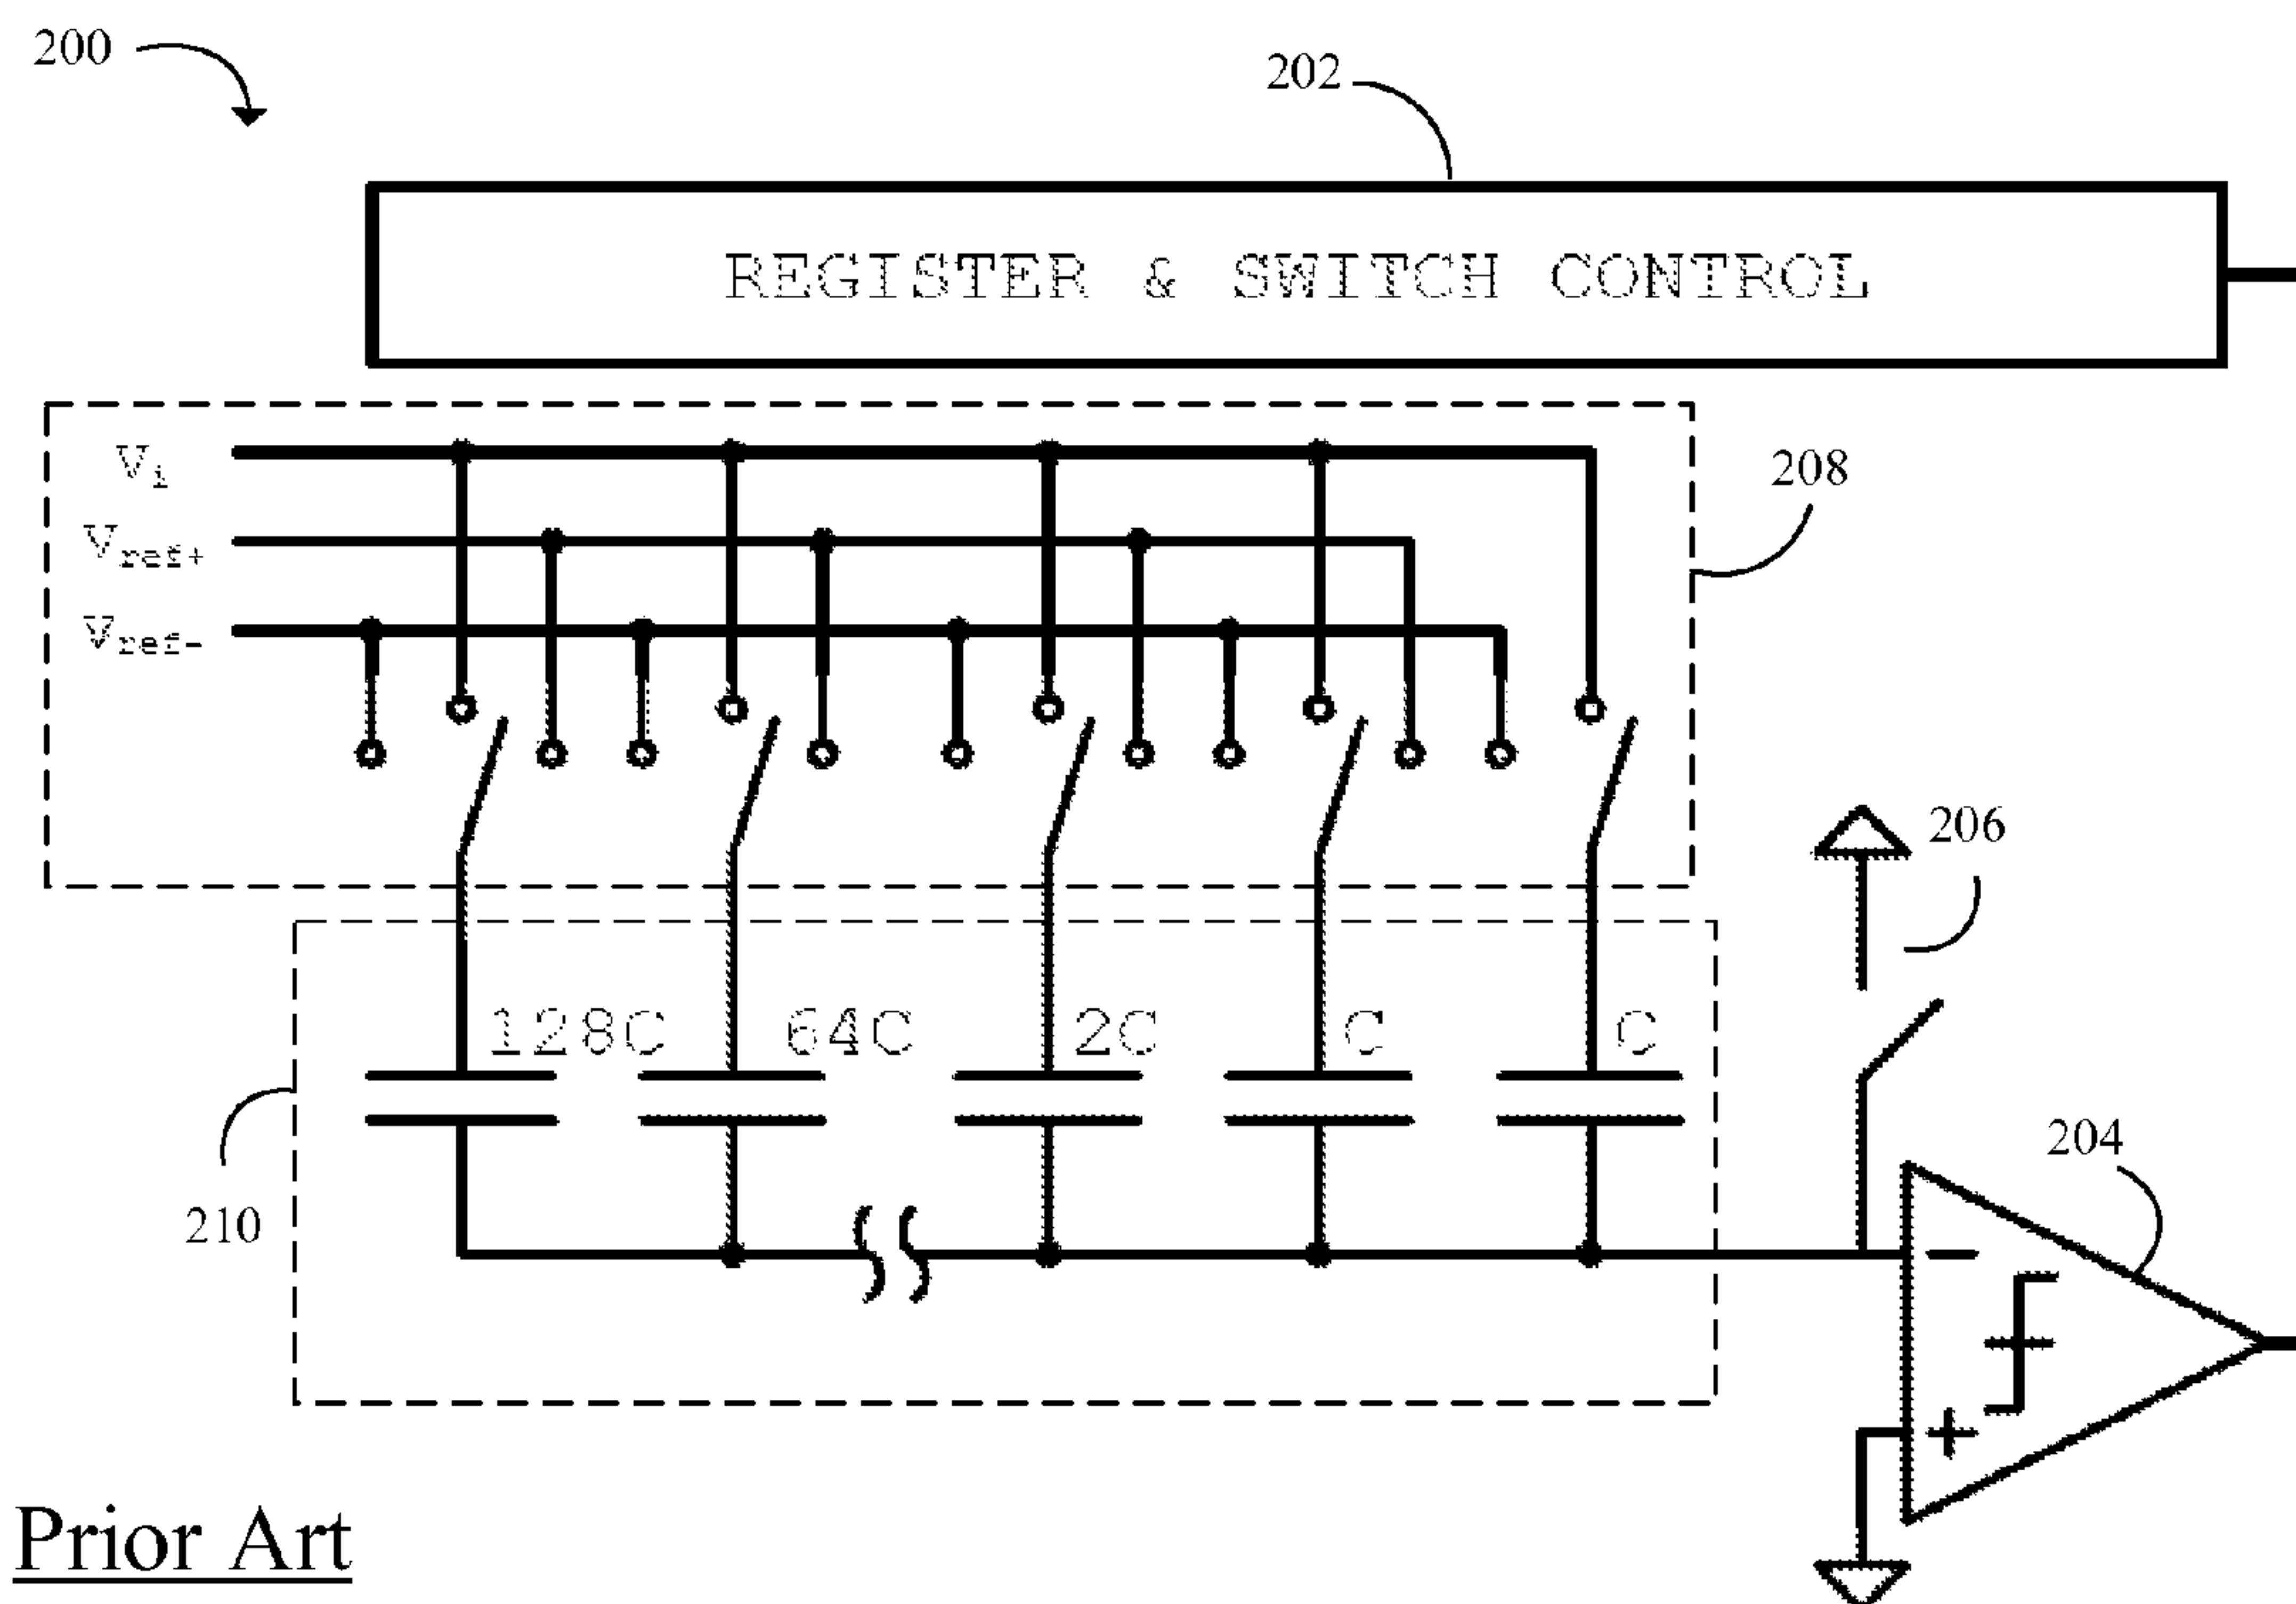 200
202
REGISTER & SWITCH CONTROL
Vi
208
Vref+
Vref-
206
128C 64C 2C C C
204
210
− 
+
Prior Art